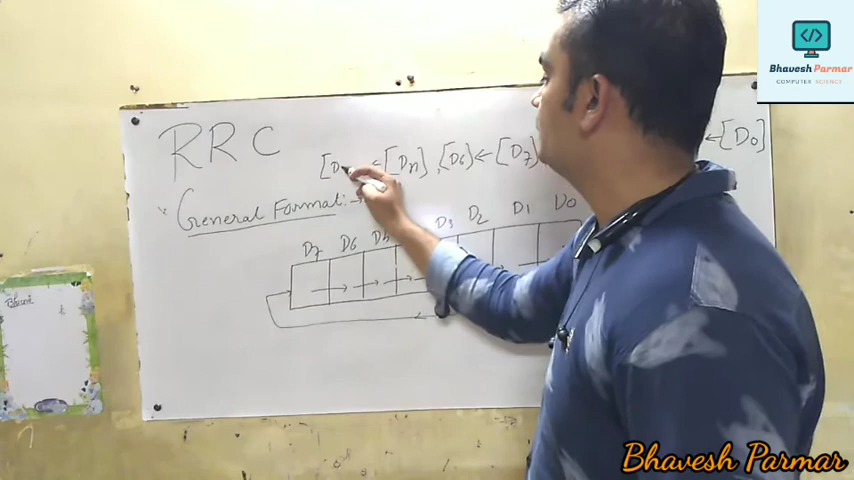 RRC
[D ←[Dn] ,[D6]←[D7] ←[D0]
General Format:→
D7 D6 D5 D3 D2 D1 D0
Bhavesh Parmar
COMPUTER SCIENCE
Bhavesh Parmar